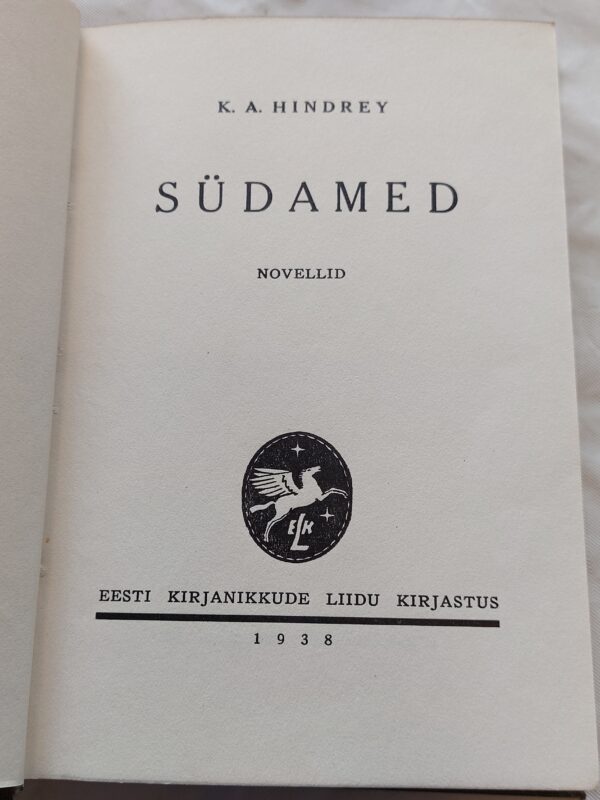 K. A. HINDREY
SÜDAMED
NOVELLID
ELK
EESTI KIRJANIKKUDE LIIDU KIRJASTUS
1938